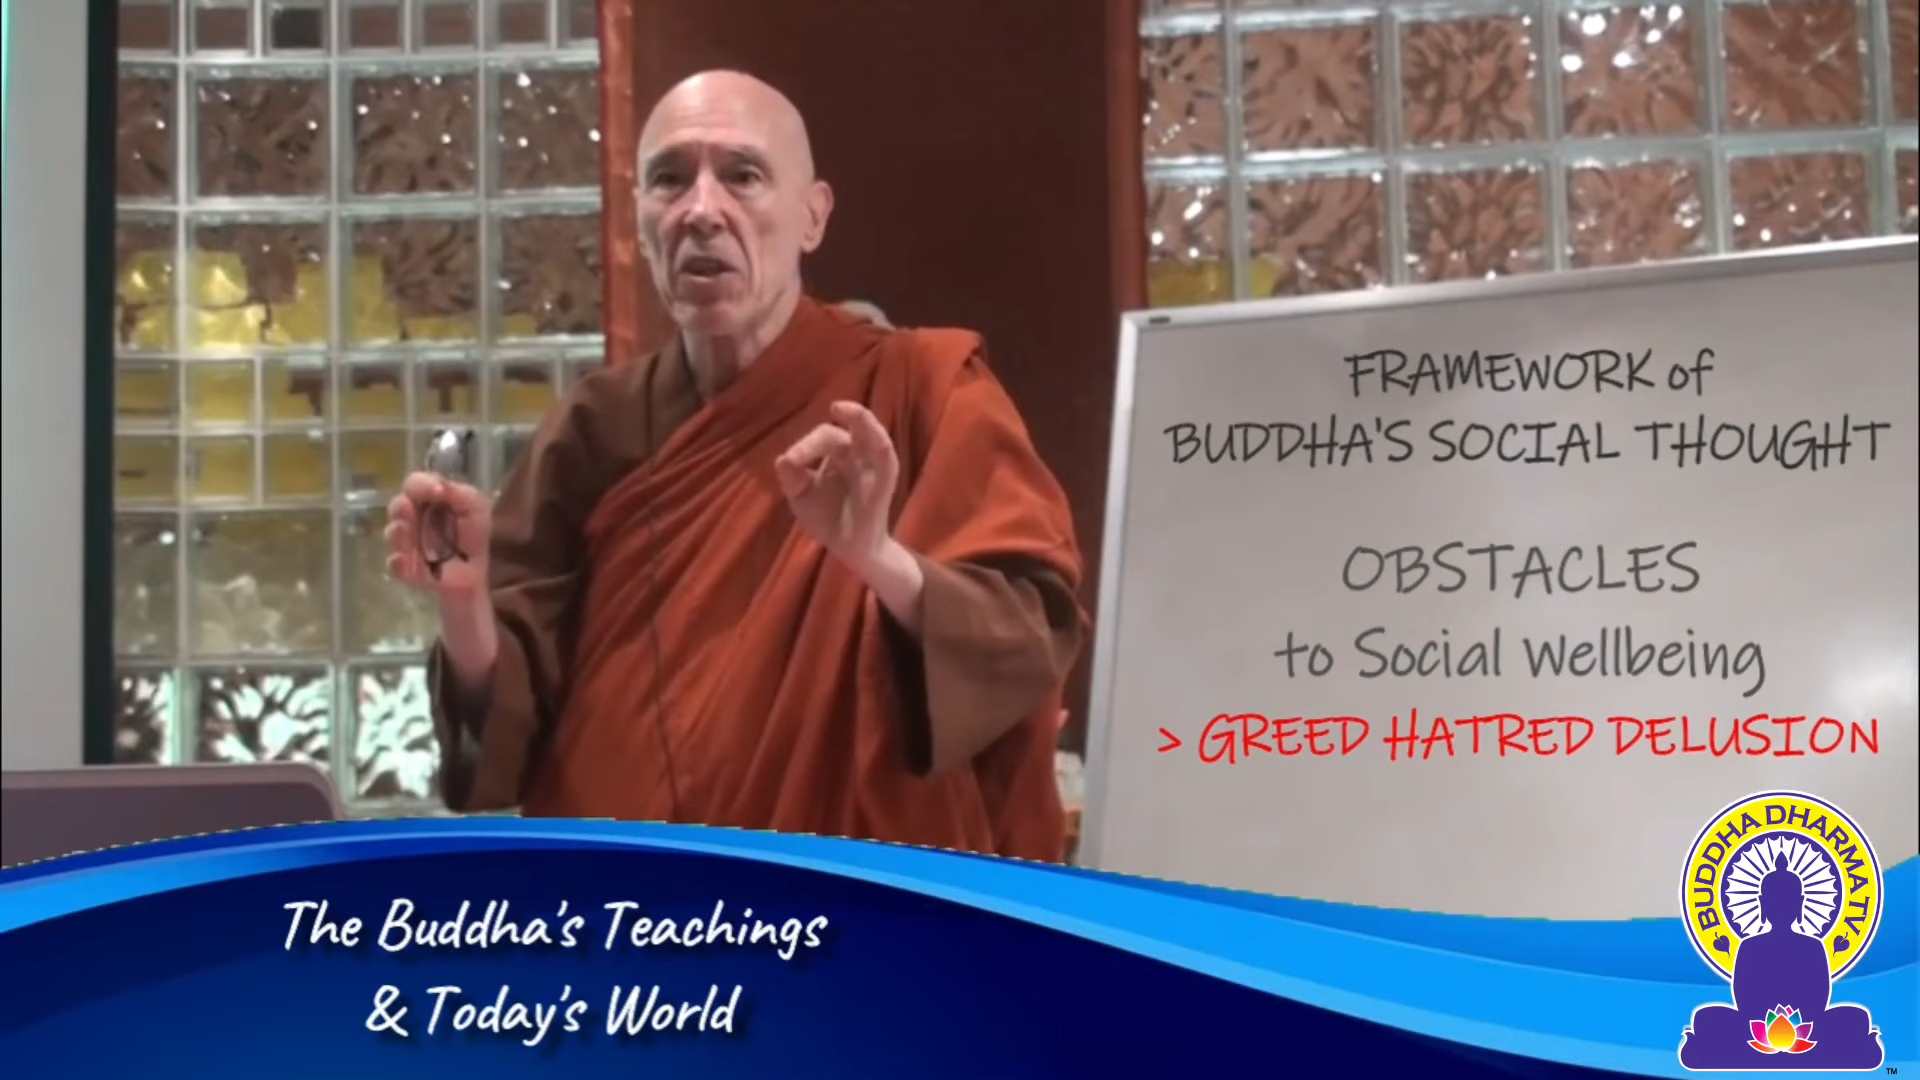 FRAMEWORK of
BUDDHA'S SOCIAL THOUGHT
OBSTACLES
to Social Wellbeing
> GREED HATRED DELUSION
The Buddha's Teachings
& Today's World
BUDDHA DHARMA TV
TM